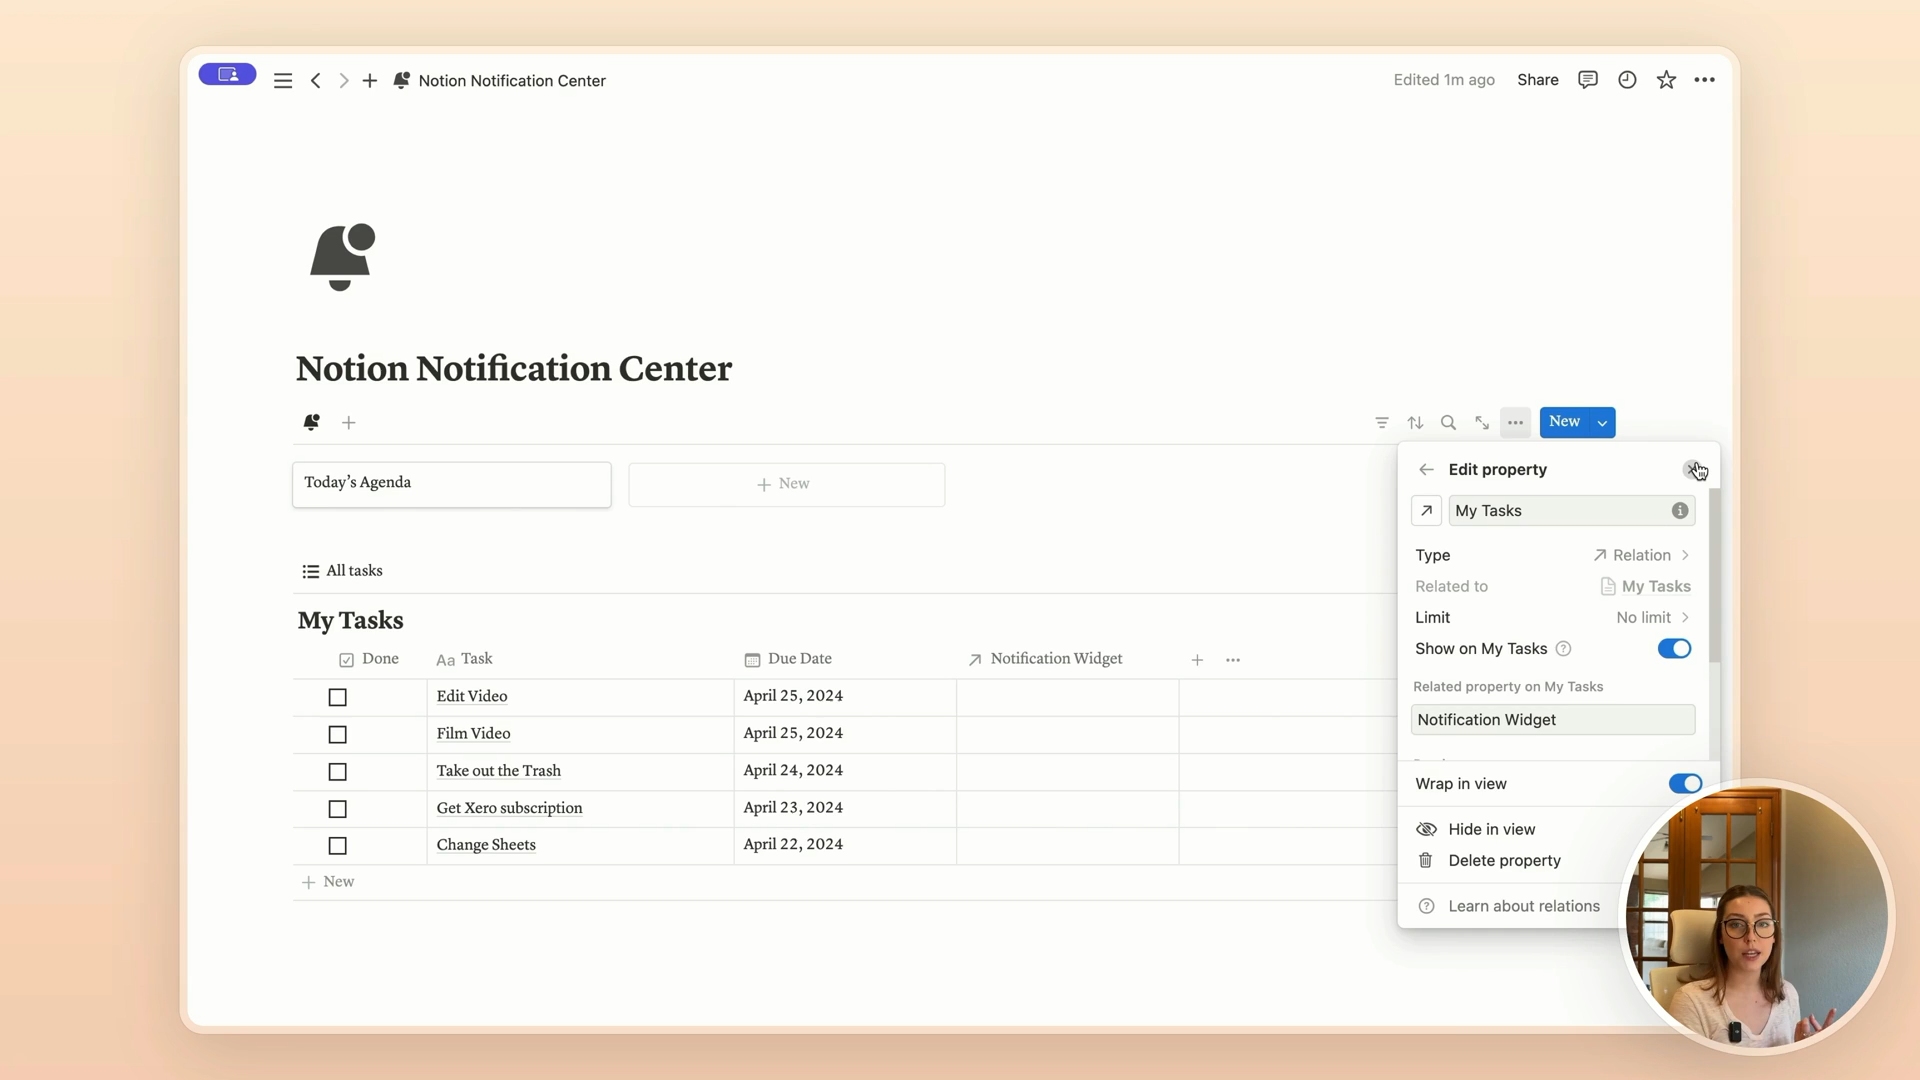 Notion Notification Center
Edited 1m ago
Share
Notion Notification Center
New
Today's Agenda
New
Edit property
My Tasks
Type
Relation
Related to
My Tasks
Limit
No limit
Show on My Tasks
Related property on My Tasks
Notification Widget
Wrap in view
Hide in view
Delete property
Learn about relations
All tasks
My Tasks
Done Aa Task Due Date Notification Widget
Edit Video April 25, 2024
Film Video April 25, 2024
Take out the Trash April 24, 2024
Get Xero subscription April 23, 2024
Change Sheets April 22, 2024
New